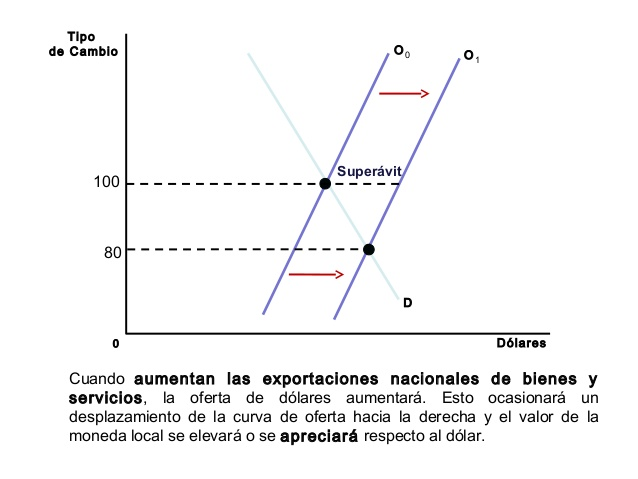 Tipo
de Cambio
O0
O1
Superávit
100
80
D
0
Dólares
Cuando aumentan las exportaciones nacionales de bienes y
servicios, la oferta de dólares aumentará. Esto ocasionará un
desplazamiento de la curva de oferta hacia la derecha y el valor de la
moneda local se elevará o se apreciará respecto al dólar.